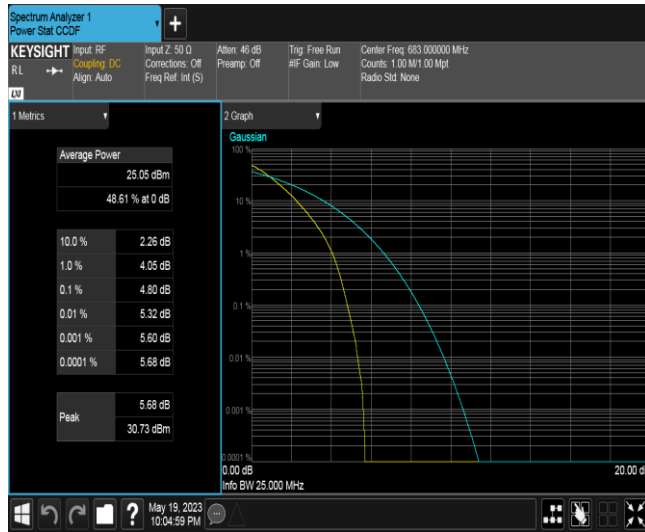 Spectrum Analyzer 1
Power Stat CCDF
+
KEYSIGHT
RL
LXI
Input: RF
Coupling: DC
Align: Auto
Input Z: 50 Ω
Corrections: Off
Freq Ref: Int (S)
Atten: 46 dB
Preamp: Off
Trig: Free Run
#IF Gain: Low
Center Freq: 683.000000 MHz
Counts: 1.00 M/1.00 Mpt
Radio Std: None
1 Metrics
Average Power
25.05 dBm
48.61 % at 0 dB
10.0 % 2.26 dB
1.0 % 4.05 dB
0.1 % 4.80 dB
0.01 % 5.32 dB
0.001 % 5.60 dB
0.0001 % 5.68 dB
Peak
5.68 dB
30.73 dBm
2 Graph
Gaussian
100 %
10 %
1 %
0.1 %
0.01 %
0.001 %
0.0001 %
0.00 dB 20.00 d
Info BW 25.000 MHz
?
May 19, 2023
10:04:59 PM